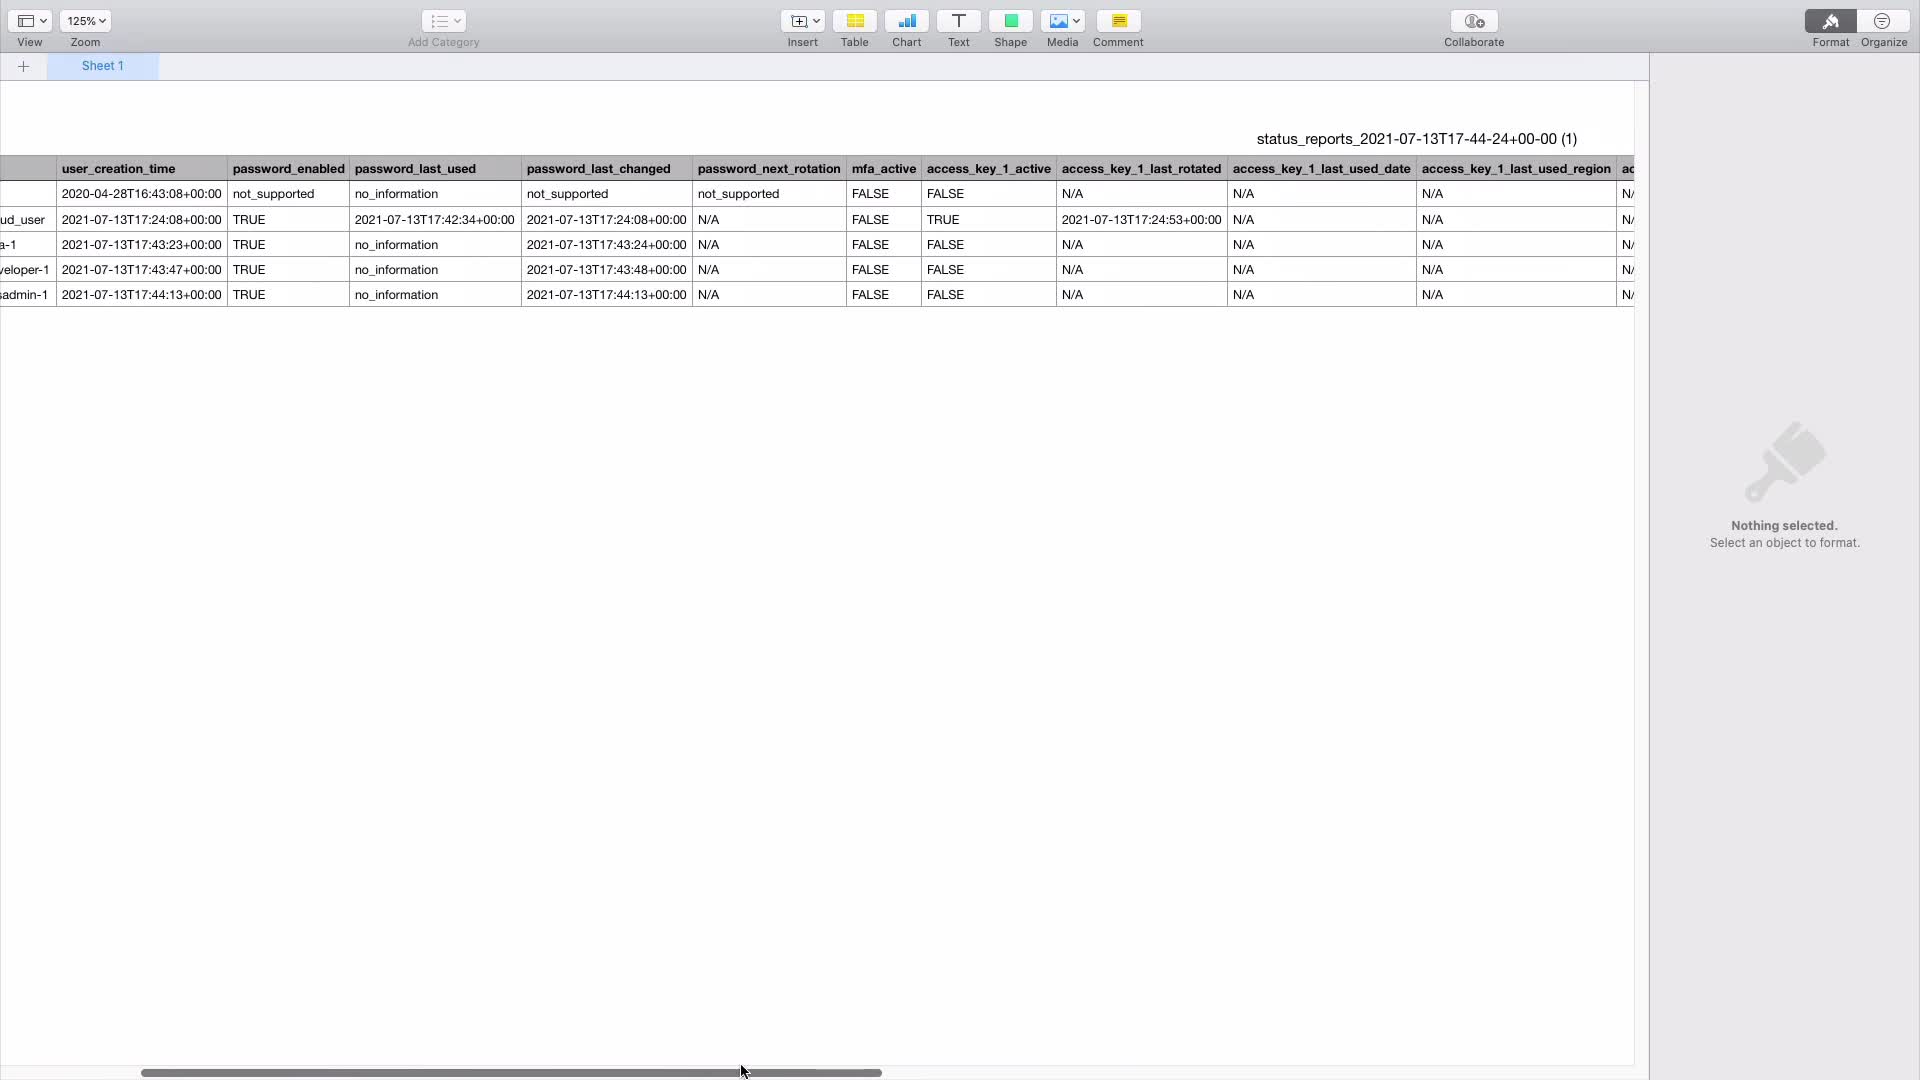 125%
View
Zoom
Add Category
Insert
Table
Chart
Text
Shape
Media
Comment
Collaborate
Format
Organize
Sheet 1
status_reports_2021-07-13T17-44-24+00-00 (1)
user_creation_time password_enabled password_last_used password_last_changed password_next_rotation mfa_active access_key_1_active access_key_1_last_rotated access_key_1_last_used_date access_key_1_last_used_region ac
2020-04-28T16:43:08+00:00 not_supported no_information not_supported not_supported FALSE FALSE N/A N/A N/A N/
ud_user 2021-07-13T17:24:08+00:00 TRUE 2021-07-13T17:42:34+00:00 2021-07-13T17:24:08+00:00 N/A FALSE TRUE 2021-07-13T17:24:53+00:00 N/A N/A N/
a-1 2021-07-13T17:43:23+00:00 TRUE no_information 2021-07-13T17:43:24+00:00 N/A FALSE FALSE N/A N/A N/A N/
veloper-1 2021-07-13T17:43:47+00:00 TRUE no_information 2021-07-13T17:43:48+00:00 N/A FALSE FALSE N/A N/A N/A N/
sadmin-1 2021-07-13T17:44:13+00:00 TRUE no_information 2021-07-13T17:44:13+00:00 N/A FALSE FALSE N/A N/A N/A N/
Nothing selected.
Select an object to format.